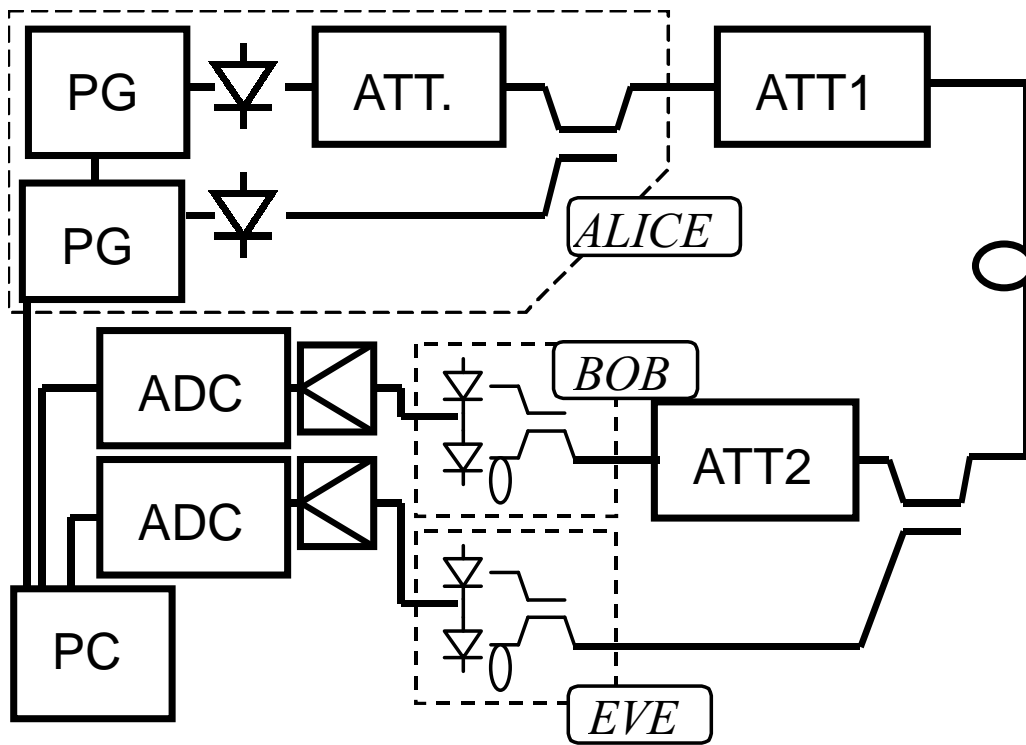 PG
ATT.
ATT1
PG
ALICE
ADC
BOB
ADC
ATT2
PC
EVE